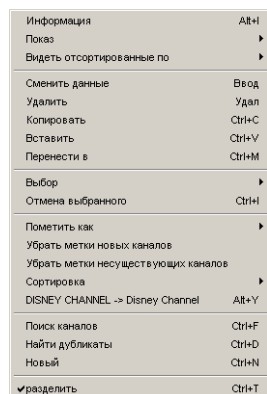 Информация Alt+I
Показ
Видеть отсортированные по
Сменить данные Ввод
Удалить Удал
Копировать Ctrl+C
Вставить Ctrl+V
Перенести в Ctrl+M
Выбор
Отмена выбранного Ctrl+I
Пометить как
Убрать метки новых каналов
Убрать метки несуществующих каналов
Сортировка
DISNEY CHANNEL -> Disney Channel Alt+Y
Поиск каналов Ctrl+F
Найти дубликаты Ctrl+D
Новый Ctrl+N
разделить Ctrl+T